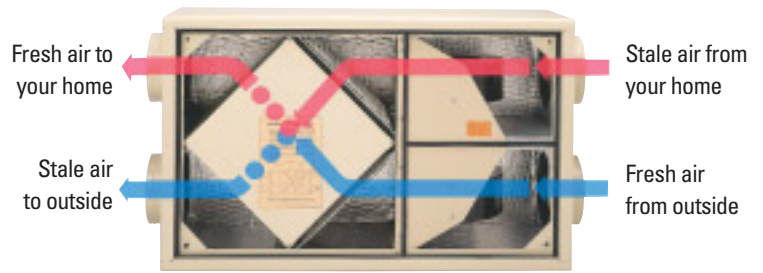 Fresh air to
your home
Stale air from
your home
Stale air
to outside
Fresh air
from outside